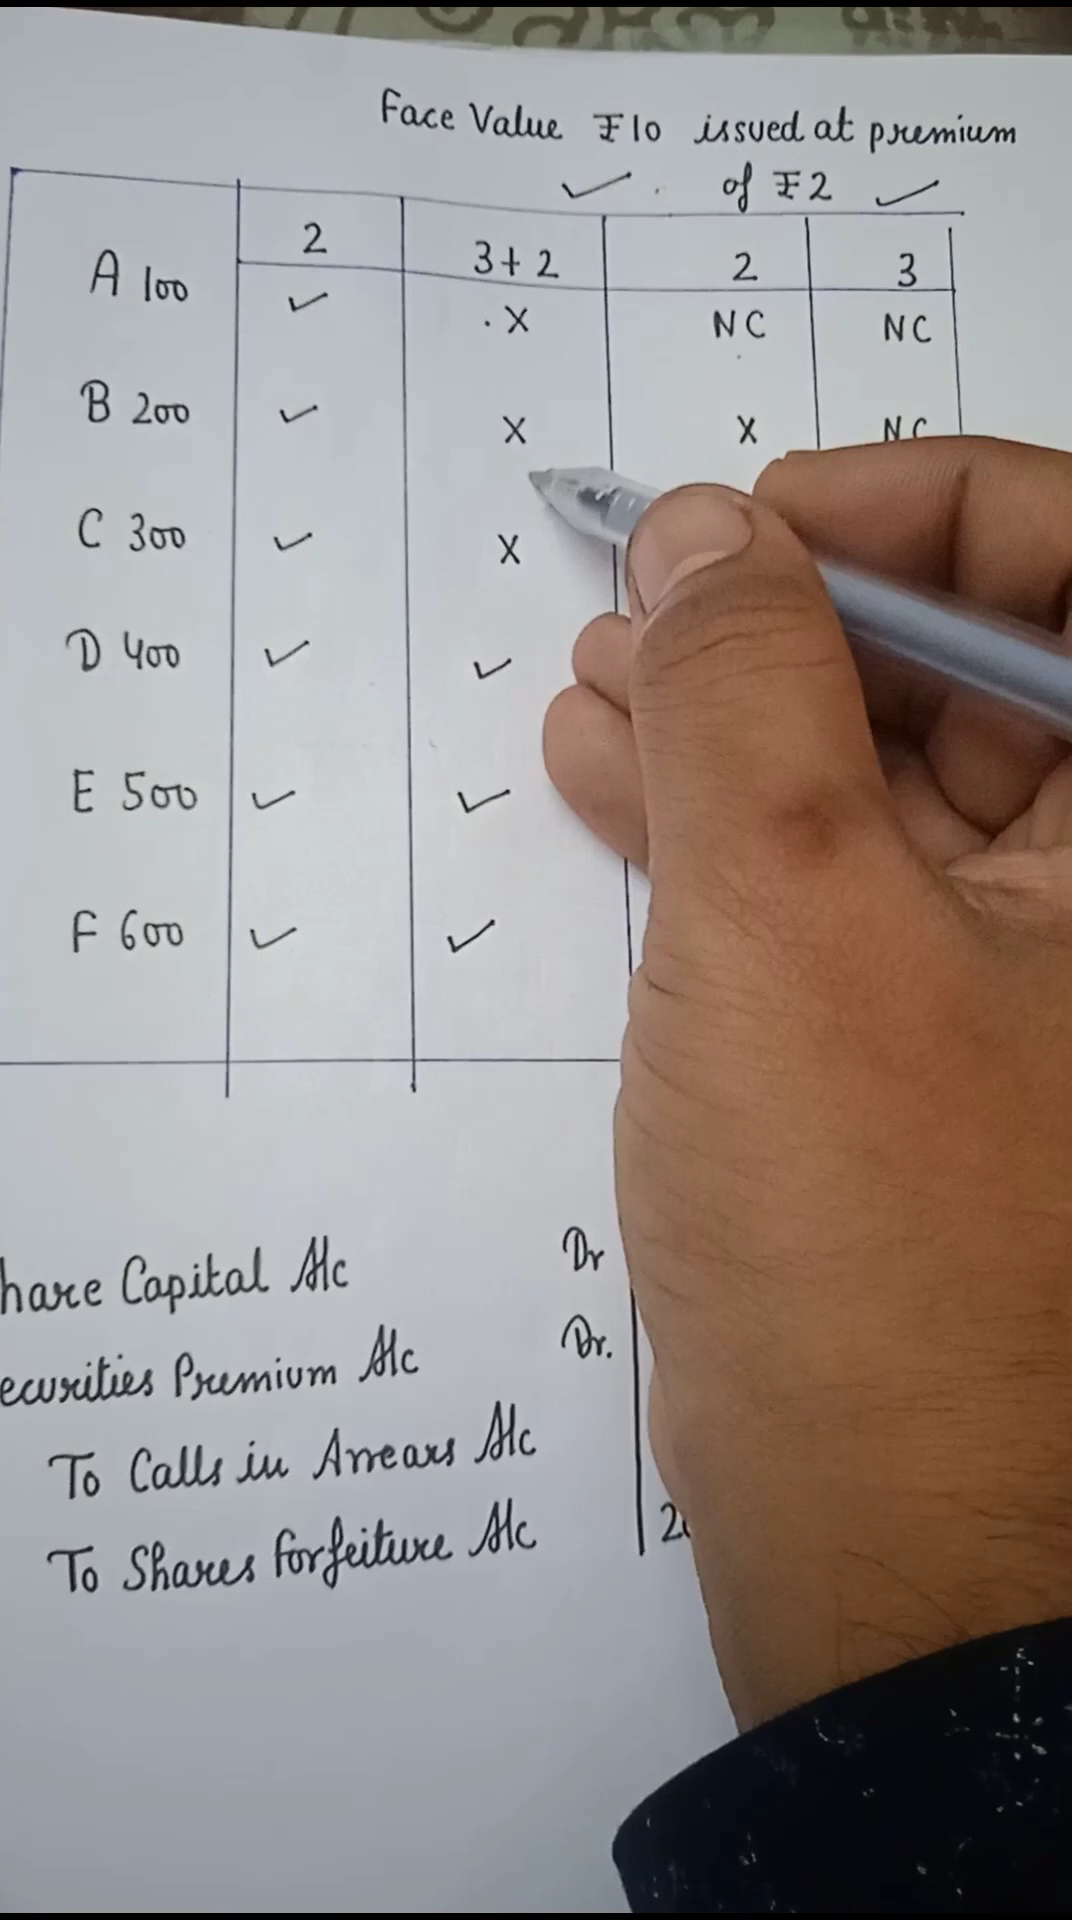 Face Value ₹10 issued at premium
✓ of ₹2 ✓
2 3+2 2 3
A 100 ✓ X NC NC
B 200 ✓ X X NC
C 300 ✓ X
D 400 ✓ ✓
E 500 ✓ ✓
F 600 ✓ ✓
hare Capital A/c Dr
ecurities Premium A/c Dr.
To Calls in Arrears A/c
To Shares Forfeiture A/c